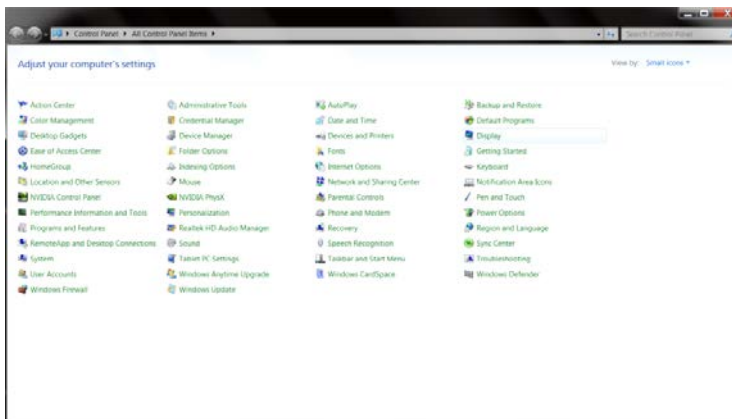 Control Panel ▸ All Control Panel Items ▸ Search Control Panel
Adjust your computer's settings View by: Small icons
Action Center Administrative Tools AutoPlay Backup and Restore
Color Management Credential Manager Date and Time Default Programs
Desktop Gadgets Device Manager Devices and Printers Display
Ease of Access Center Folder Options Fonts Getting Started
HomeGroup Indexing Options Internet Options Keyboard
Location and Other Sensors Mouse Network and Sharing Center Notification Area Icons
NVIDIA Control Panel NVIDIA PhysX Parental Controls Pen and Touch
Performance Information and Tools Personalization Phone and Modem Power Options
Programs and Features Realtek HD Audio Manager Recovery Region and Language
RemoteApp and Desktop Connections Sound Speech Recognition Sync Center
System Tablet PC Settings Taskbar and Start Menu Troubleshooting
User Accounts Windows Anytime Upgrade Windows CardSpace Windows Defender
Windows Firewall Windows Update